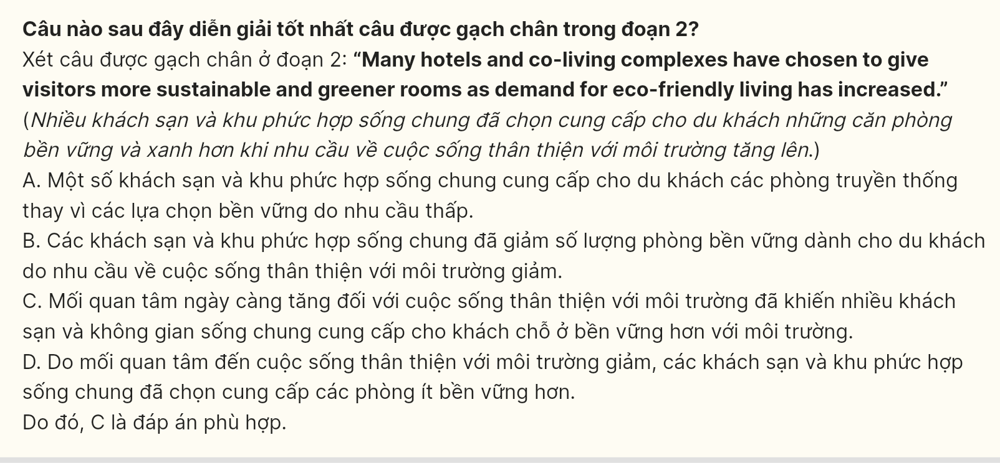 Câu nào sau đây diễn giải tốt nhất câu được gạch chân trong đoạn 2?
Xét câu được gạch chân ở đoạn 2: “Many hotels and co-living complexes have chosen to give
visitors more sustainable and greener rooms as demand for eco-friendly living has increased.”
(Nhiều khách sạn và khu phức hợp sống chung đã chọn cung cấp cho du khách những căn phòng
bền vững và xanh hơn khi nhu cầu về cuộc sống thân thiện với môi trường tăng lên.)
A. Một số khách sạn và khu phức hợp sống chung cung cấp cho du khách các phòng truyền thống
thay vì các lựa chọn bền vững do nhu cầu thấp.
B. Các khách sạn và khu phức hợp sống chung đã giảm số lượng phòng bền vững dành cho du khách
do nhu cầu về cuộc sống thân thiện với môi trường giảm.
C. Mối quan tâm ngày càng tăng đối với cuộc sống thân thiện với môi trường đã khiến nhiều khách
sạn và không gian sống chung cung cấp cho khách chỗ ở bền vững hơn với môi trường.
D. Do mối quan tâm đến cuộc sống thân thiện với môi trường giảm, các khách sạn và khu phức hợp
sống chung đã chọn cung cấp các phòng ít bền vững hơn.
Do đó, C là đáp án phù hợp.